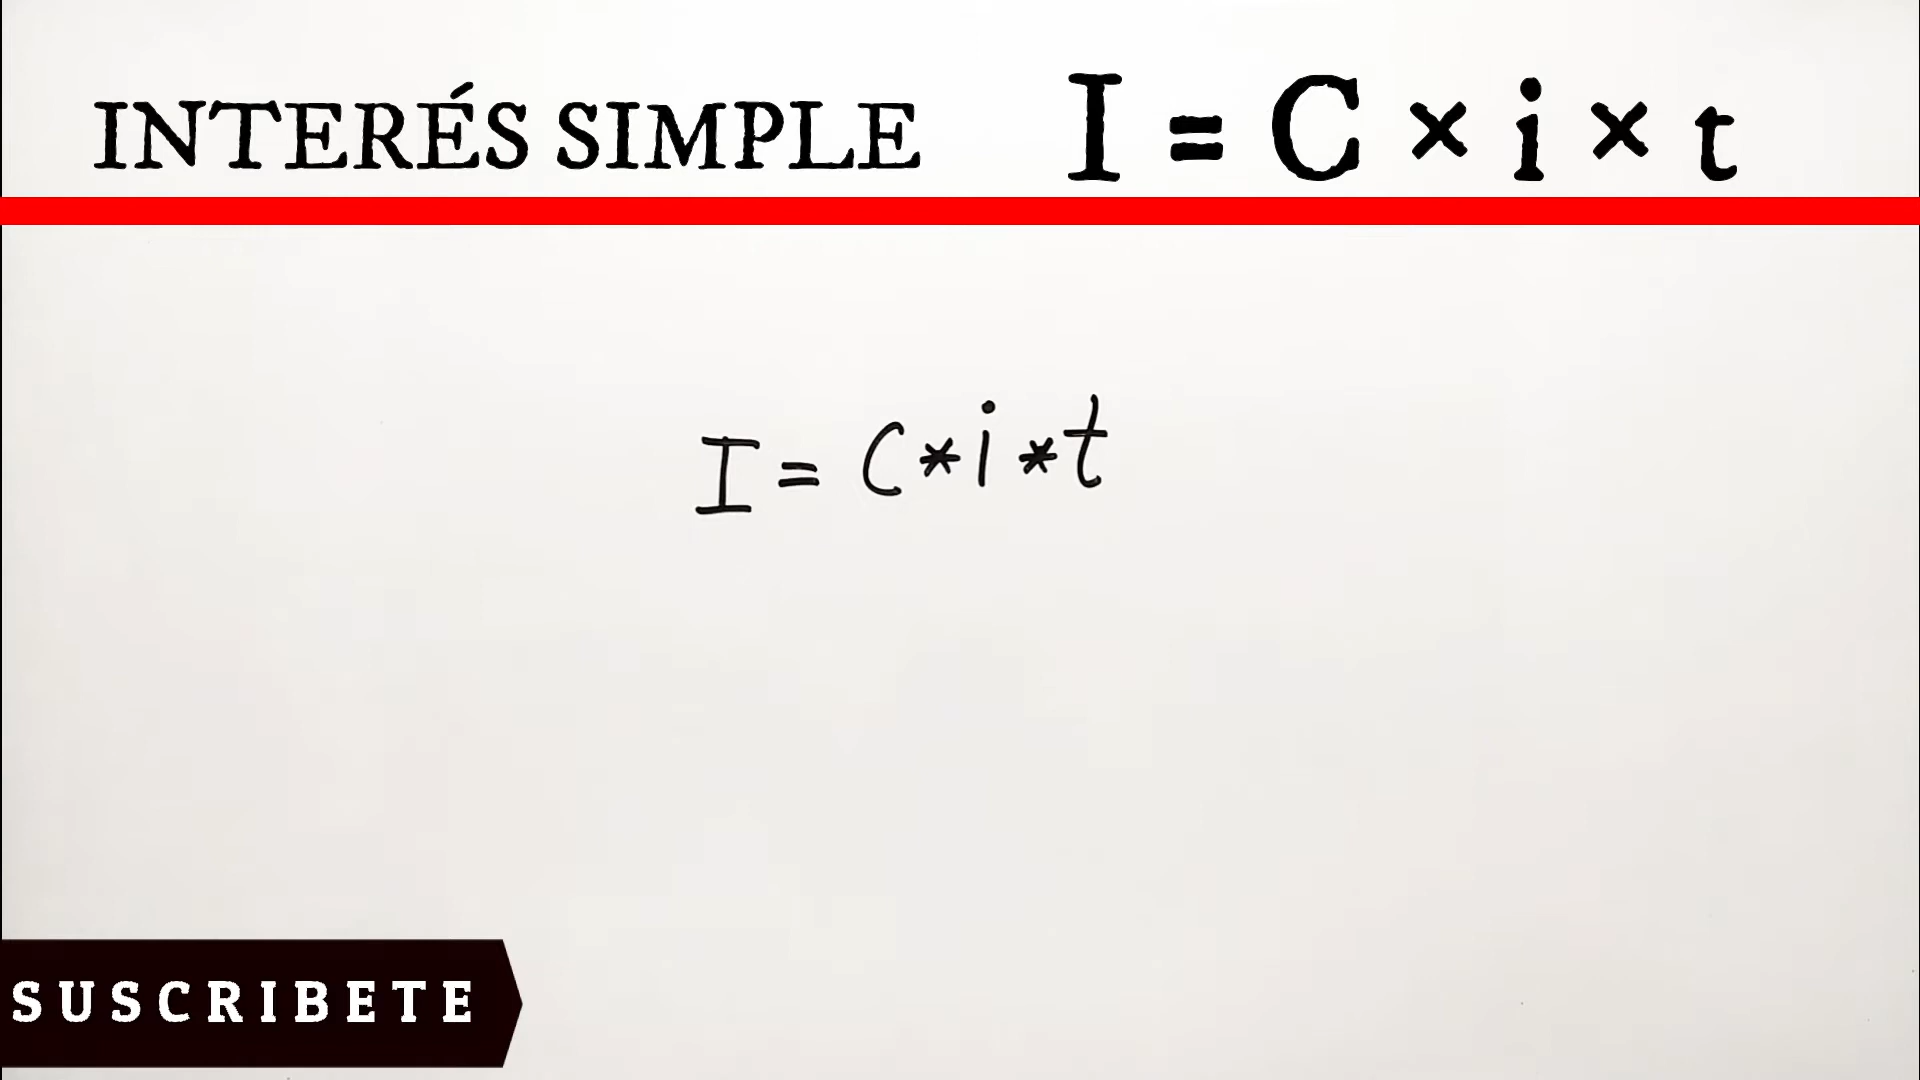 INTERÉS SIMPLE I = C × i × t
I = C * i * t
SUSCRIBETE